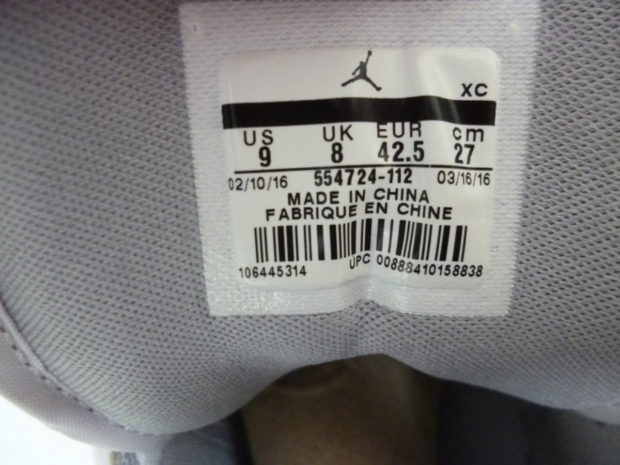 XC
US UK EUR cm
9 8 42.5 27
02/10/16 554724-112 03/16/16
MADE IN CHINA
FABRIQUE EN CHINE
106445314 UPC 00888410158838